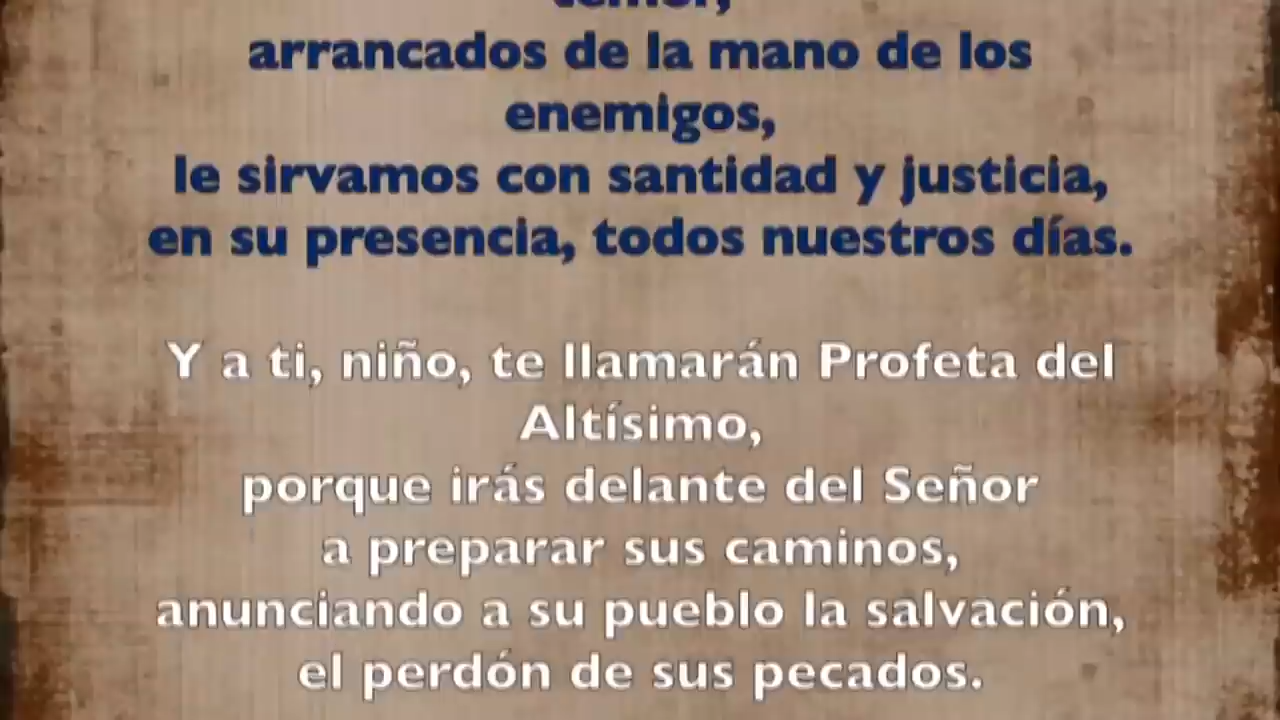 temor,
arrancados de la mano de los
enemigos,
le sirvamos con santidad y justicia,
en su presencia, todos nuestros días.
Y a ti, niño, te llamarán Profeta del
Altísimo,
porque irás delante del Señor
a preparar sus caminos,
anunciando a su pueblo la salvación,
el perdón de sus pecados.